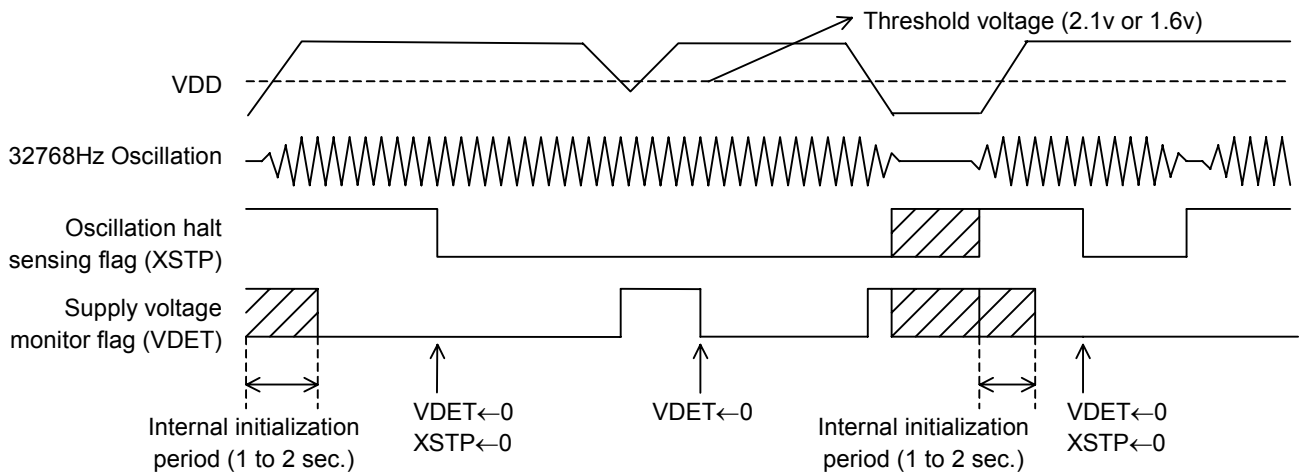 Threshold voltage (2.1v or 1.6v)
VDD
32768Hz Oscillation
Oscillation halt
sensing flag (XSTP)
Supply voltage
monitor flag (VDET)
Internal initialization
period (1 to 2 sec.)
VDET←0
XSTP←0
VDET←0
Internal initialization
period (1 to 2 sec.)
VDET←0
XSTP←0